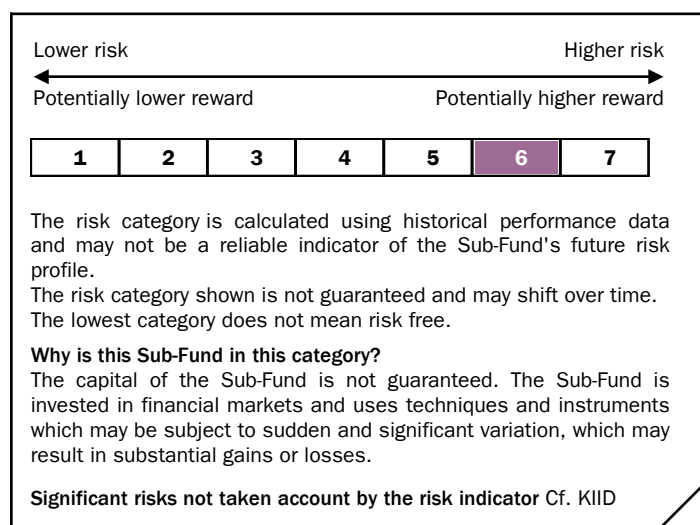 Lower risk Higher risk
Potentially lower reward Potentially higher reward
1 2 3 4 5 6 7
The risk category is calculated using historical performance data
and may not be a reliable indicator of the Sub-Fund's future risk
profile.
The risk category shown is not guaranteed and may shift over time.
The lowest category does not mean risk free.
Why is this Sub-Fund in this category?
The capital of the Sub-Fund is not guaranteed. The Sub-Fund is
invested in financial markets and uses techniques and instruments
which may be subject to sudden and significant variation, which may
result in substantial gains or losses.
Significant risks not taken account by the risk indicator Cf. KIID